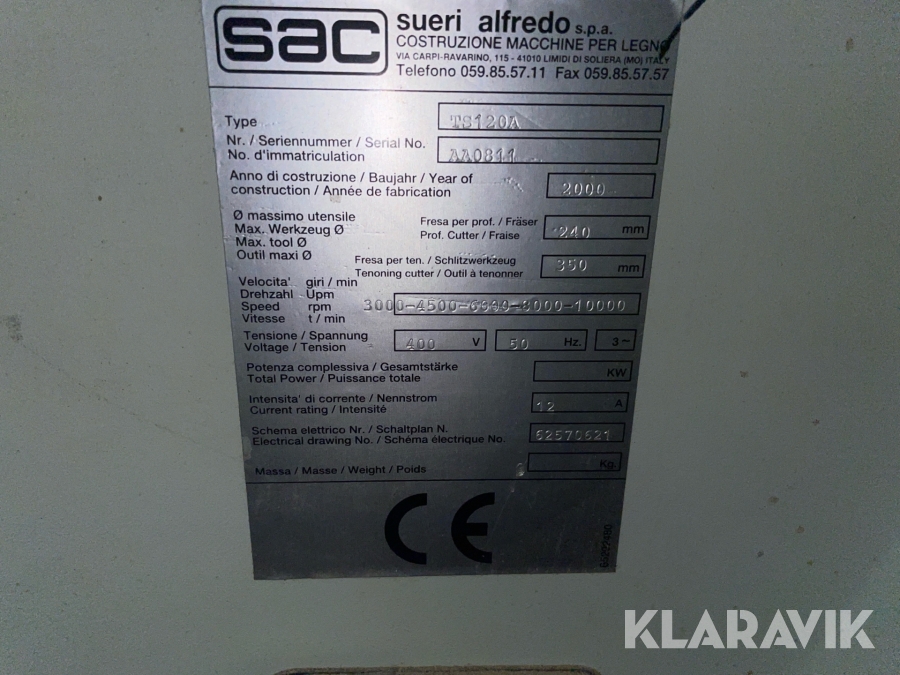 sac sueri alfredo s.p.a.
COSTRUZIONE MACCHINE PER LEGNO
VIA CARPI-RAVARINO, 115 - 41010 LIMIDI DI SOLIERA (MO) ITALY
Telefono 059.85.57.11 Fax 059.85.57.57
Type TS120A
Nr. / Seriennummer / Serial No.
No. d'immatriculation AA0811
Anno di costruzione / Baujahr / Year of
construction / Année de fabrication 2000
Ø massimo utensile
Max. Werkzeug Ø
Max. tool Ø
Outil maxi Ø
Fresa per prof. / Fräser
Prof. Cutter / Fraise 240 mm
Fresa per ten. / Schlitzwerkzeug
Tenoning cutter / Outil à tenonner 350 mm
Velocita' giri / min
Drehzahl Upm
Speed rpm
Vitesse t / min
3000-4500-6000-8000-10000
Tensione / Spannung
Voltage / Tension 400 V 50 Hz. 3~
Potenza complessiva / Gesamtstärke
Total Power / Puissance totale KW
Intensita' di corrente / Nennstrom
Current rating / Intensité 12 A
Schema elettrico Nr. / Schaltplan N.
Electrical drawing No. / Schéma électrique No. 62570621
Massa / Masse / Weight / Poids Kg.
CE
KLARAVIK